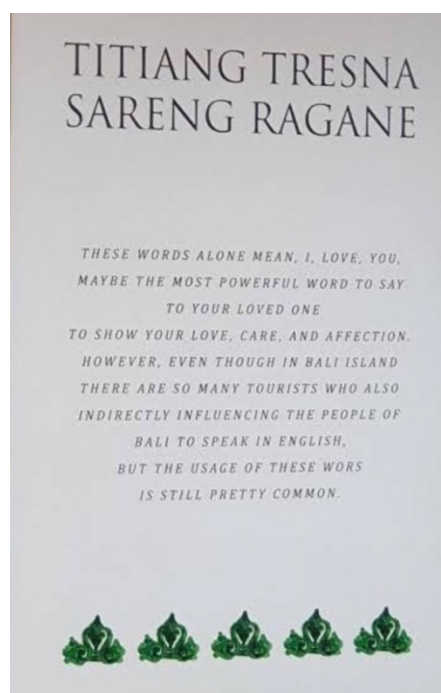 TITIANG TRESNA
SARENG RAGANE
THESE WORDS ALONE MEAN, I, LOVE, YOU,
MAYBE THE MOST POWERFUL WORD TO SAY
TO YOUR LOVED ONE
TO SHOW YOUR LOVE, CARE, AND AFFECTION.
HOWEVER, EVEN THOUGH IN BALI ISLAND
THERE ARE SO MANY TOURISTS WHO ALSO
INDIRECTLY INFLUENCING THE PEOPLE OF
BALI TO SPEAK IN ENGLISH,
BUT THE USAGE OF THESE WORS
IS STILL PRETTY COMMON.